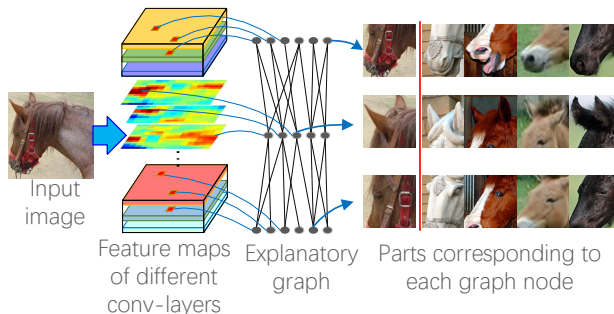 Input
image
Feature maps
of different
conv-layers
Explanatory
graph
Parts corresponding to
each graph node